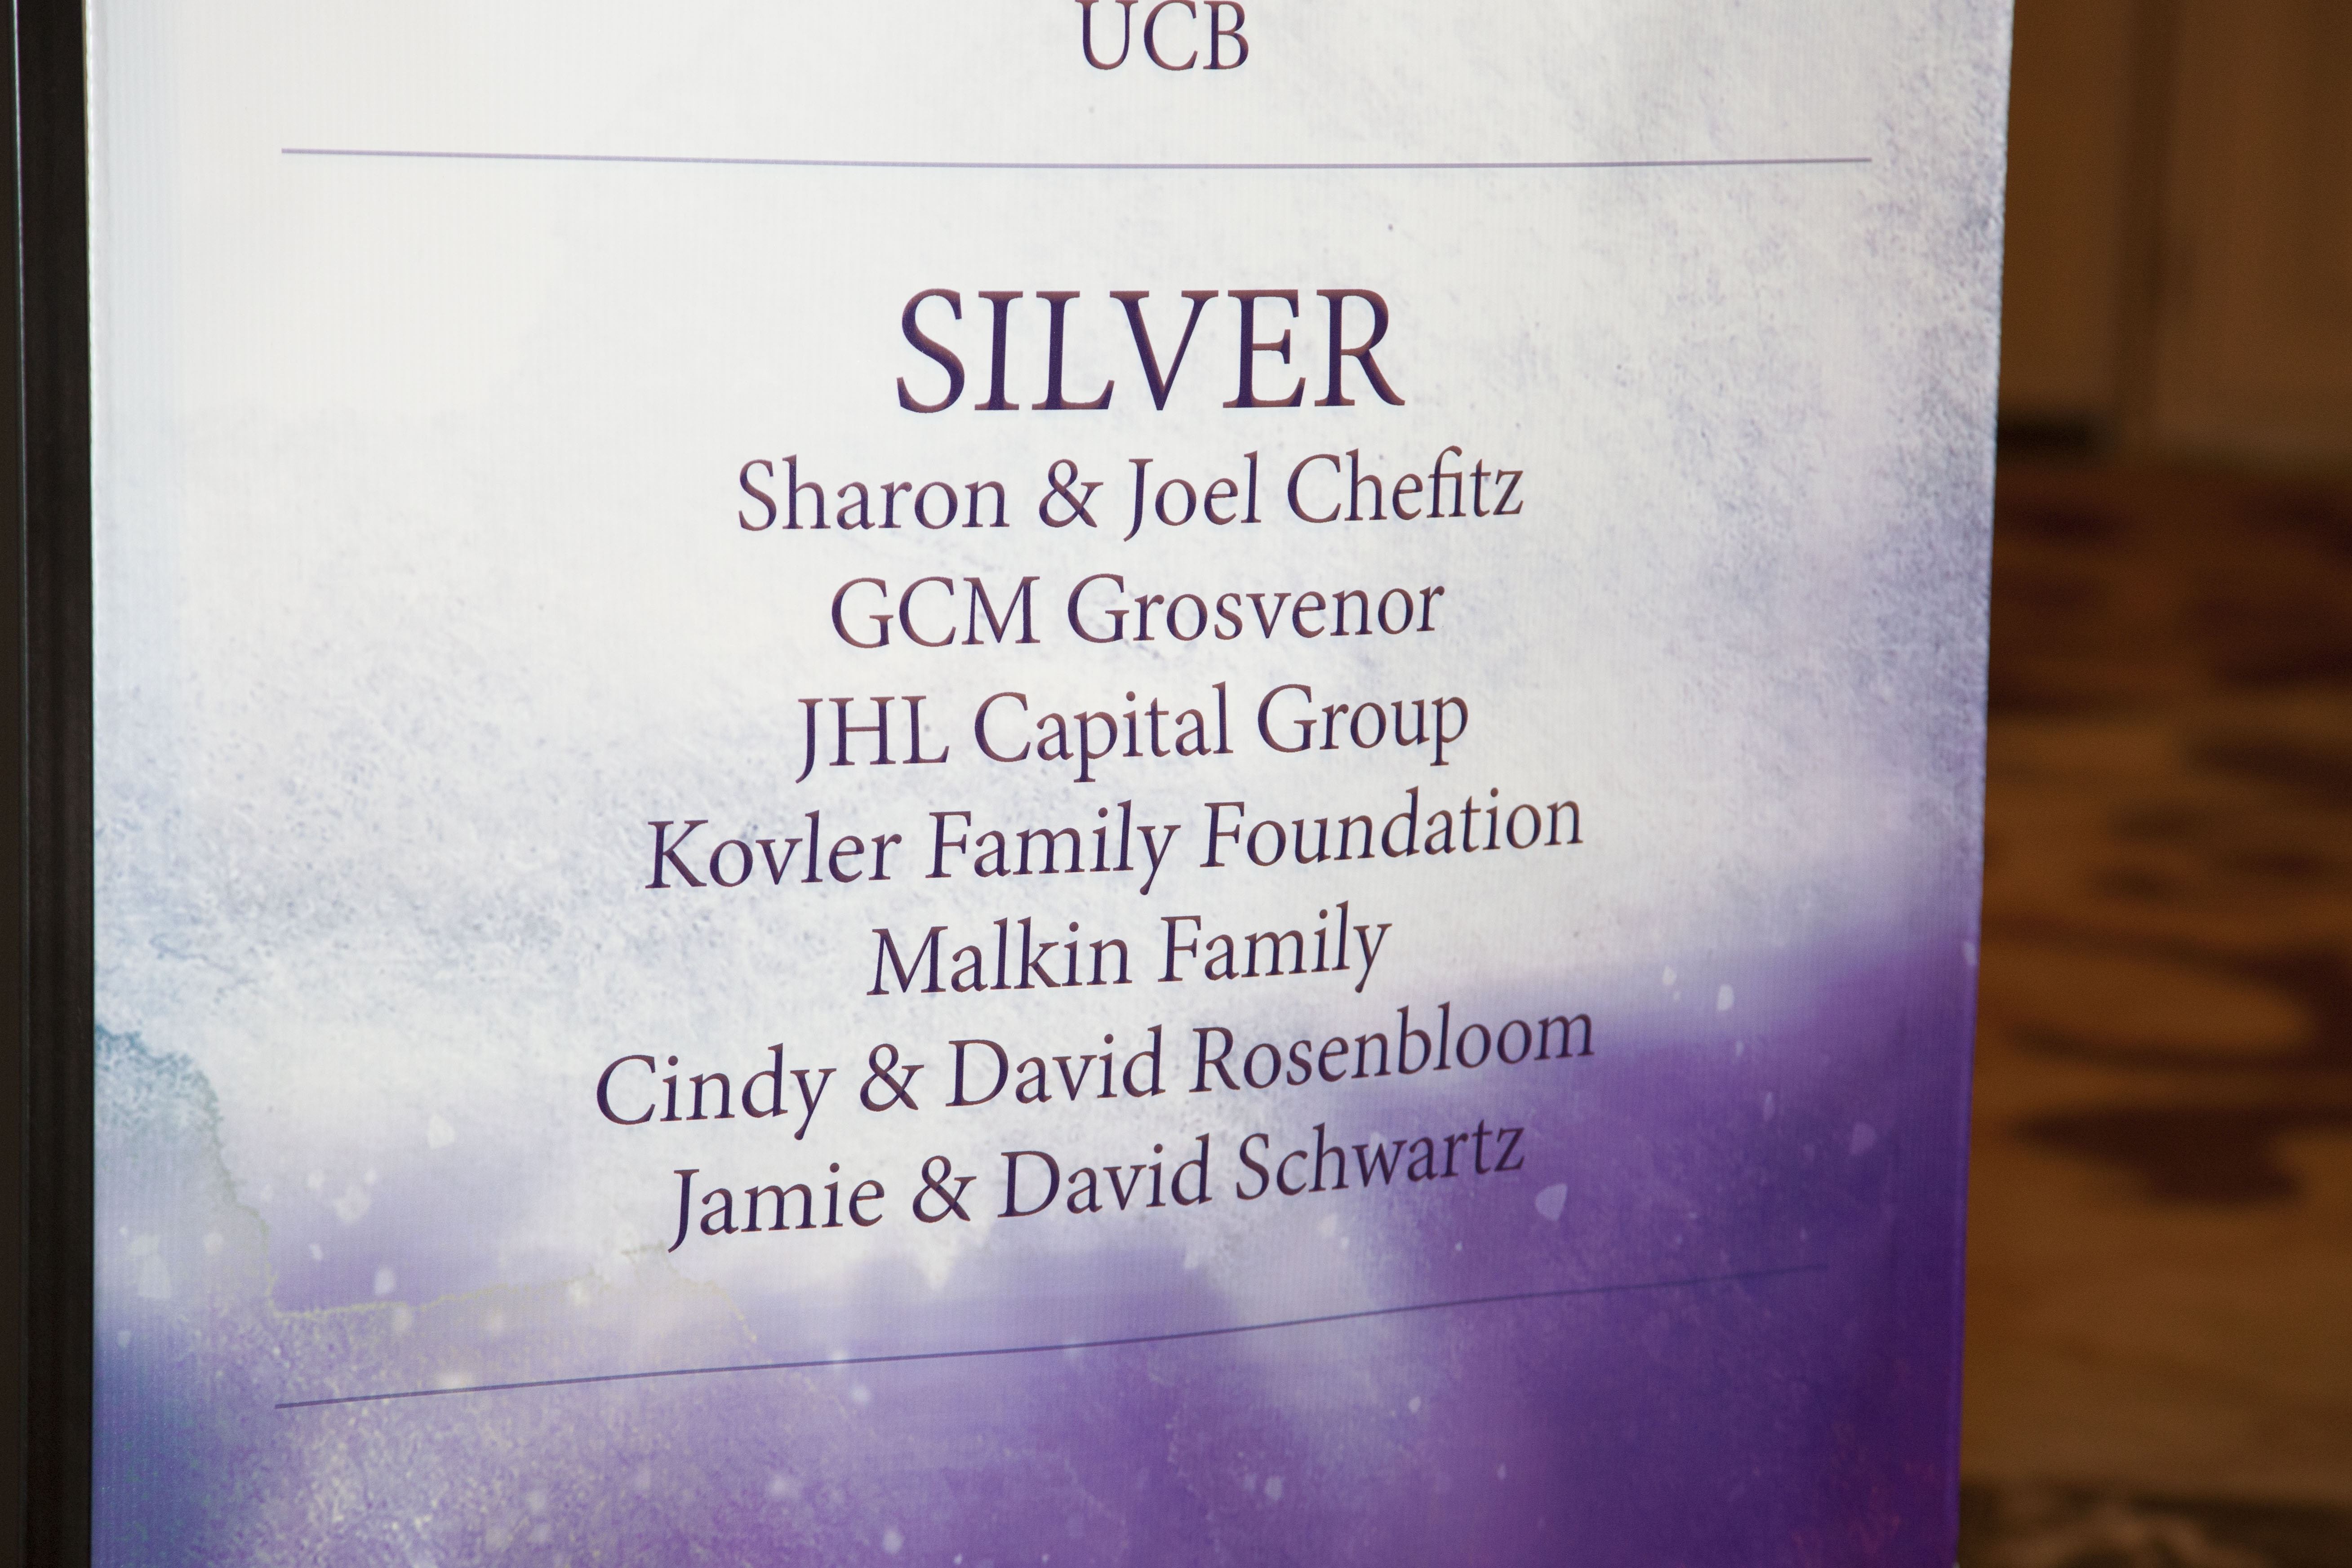 UCB
SILVER
Sharon & Joel Chefitz
GCM Grosvenor
JHL Capital Group
Kovler Family Foundation
Malkin Family
Cindy & David Rosenbloom
Jamie & David Schwartz